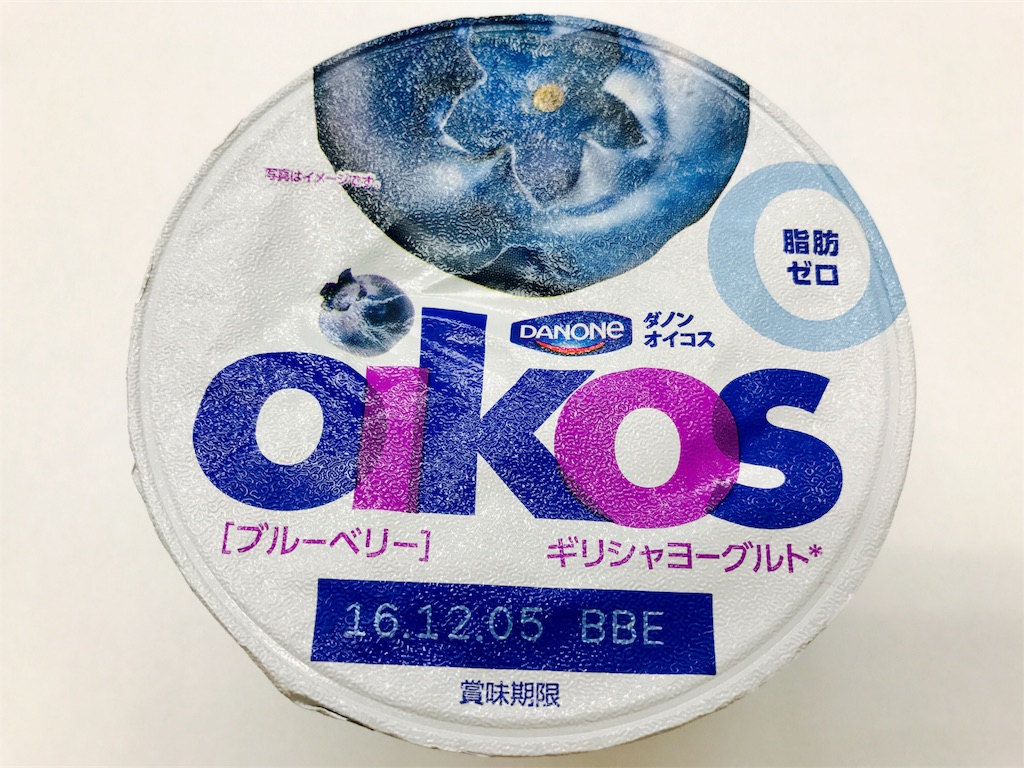 写真はイメージです。
脂肪
ゼロ
DANONE
ダノン
オイコス
oikos
[ブルーベリー]
ギリシャヨーグルト*
16.12.05 BBE
賞味期限